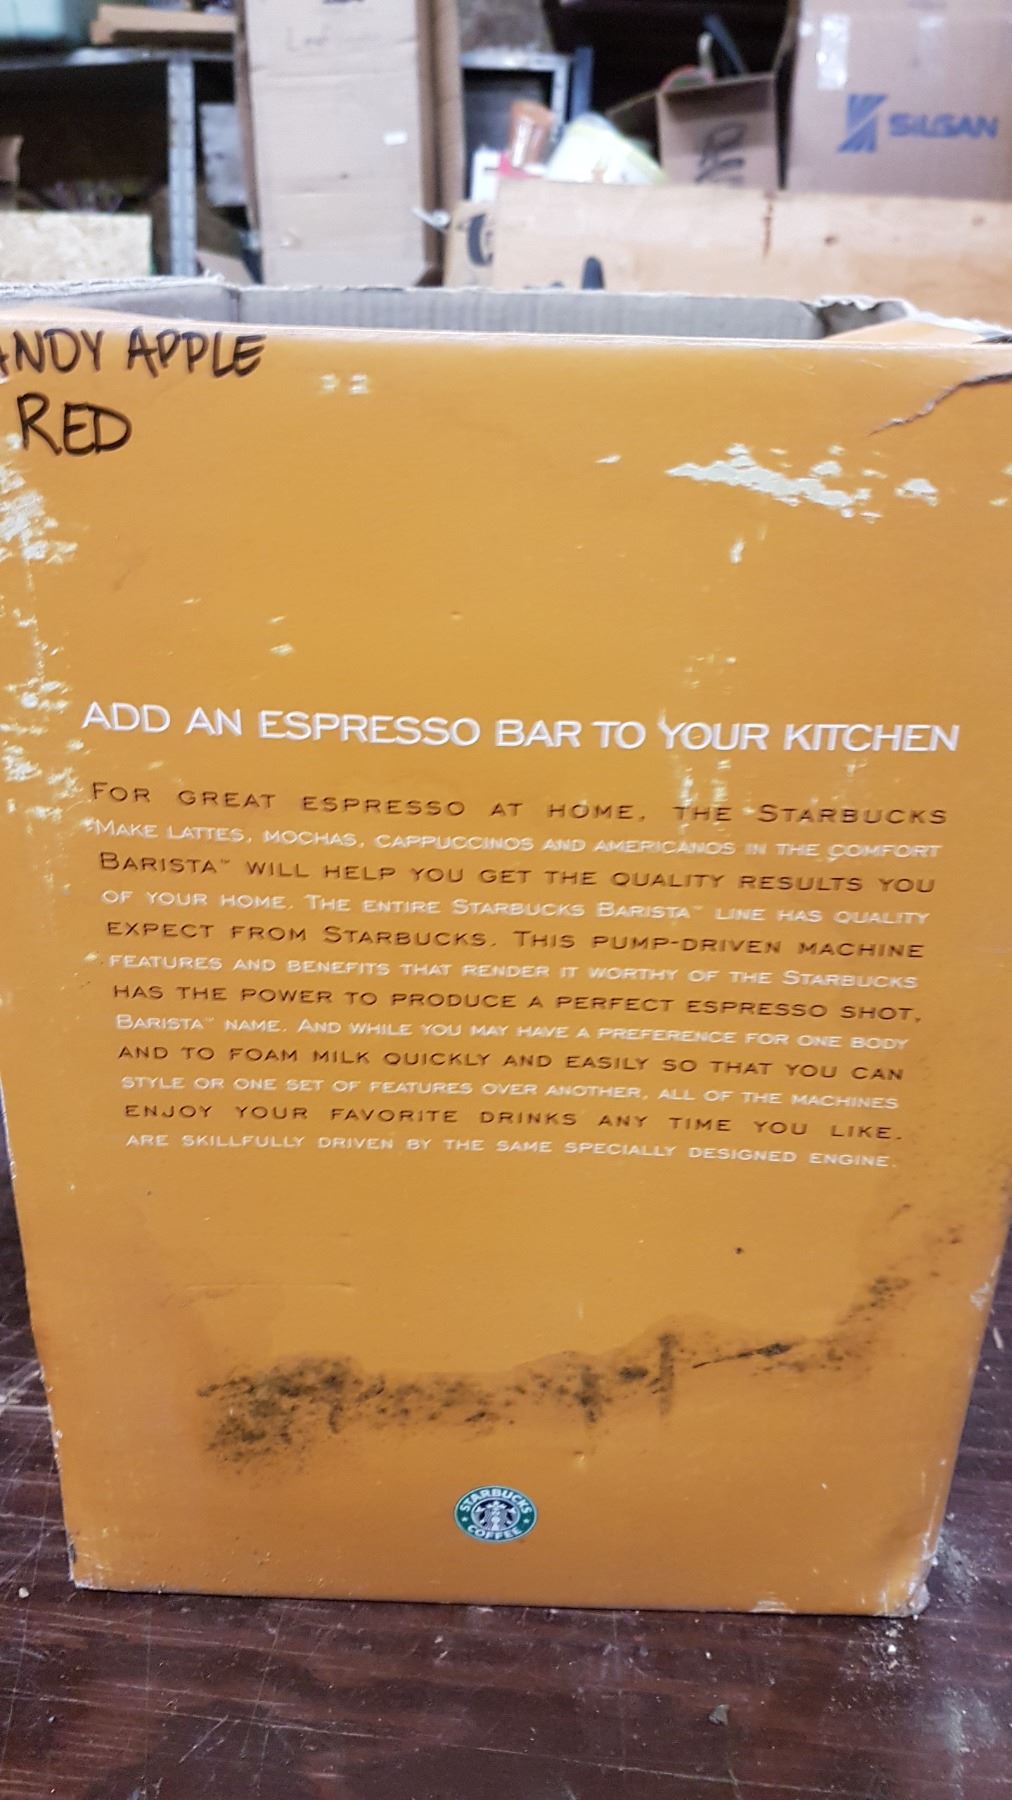 SILGAN
ANDY APPLE
RED
ADD AN ESPRESSO BAR TO YOUR KITCHEN
FOR GREAT ESPRESSO AT HOME, THE STARBUCKS
MAKE LATTES, MOCHAS, CAPPUCCINOS AND AMERICANOS IN THE COMFORT
BARISTA™ WILL HELP YOU GET THE QUALITY RESULTS YOU
OF YOUR HOME. THE ENTIRE STARBUCKS BARISTA™ LINE HAS QUALITY
EXPECT FROM STARBUCKS. THIS PUMP-DRIVEN MACHINE
FEATURES AND BENEFITS THAT RENDER IT WORTHY OF THE STARBUCKS
HAS THE POWER TO PRODUCE A PERFECT ESPRESSO SHOT,
BARISTA™ NAME. AND WHILE YOU MAY HAVE A PREFERENCE FOR ONE BODY
AND TO FOAM MILK QUICKLY AND EASILY SO THAT YOU CAN
STYLE OR ONE SET OF FEATURES OVER ANOTHER, ALL OF THE MACHINES
ENJOY YOUR FAVORITE DRINKS ANY TIME YOU LIKE.
ARE SKILLFULLY DRIVEN BY THE SAME SPECIALLY DESIGNED ENGINE.
STARBUCKS
COFFEE